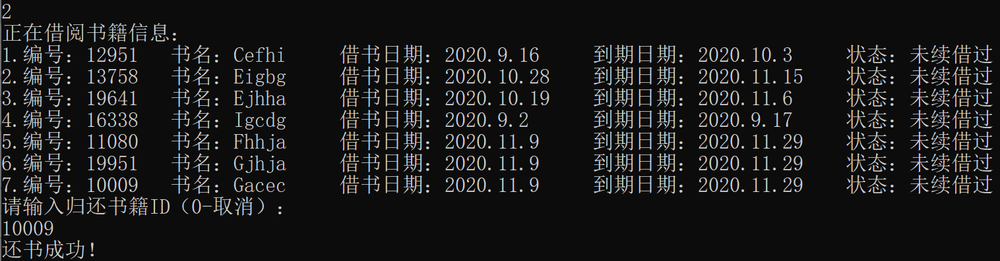 2
正在借阅书籍信息：
1.编号：12951 书名：Cefhi 借书日期：2020.9.16 到期日期：2020.10.3 状态：未续借过
2.编号：13758 书名：Eigbg 借书日期：2020.10.28 到期日期：2020.11.15 状态：未续借过
3.编号：19641 书名：Ejhha 借书日期：2020.10.19 到期日期：2020.11.6 状态：未续借过
4.编号：16338 书名：Igcdg 借书日期：2020.9.2 到期日期：2020.9.17 状态：未续借过
5.编号：11080 书名：Fhhja 借书日期：2020.11.9 到期日期：2020.11.29 状态：未续借过
6.编号：19951 书名：Gjhja 借书日期：2020.11.9 到期日期：2020.11.29 状态：未续借过
7.编号：10009 书名：Gacec 借书日期：2020.11.9 到期日期：2020.11.29 状态：未续借过
请输入归还书籍ID（0-取消）：
10009
还书成功！